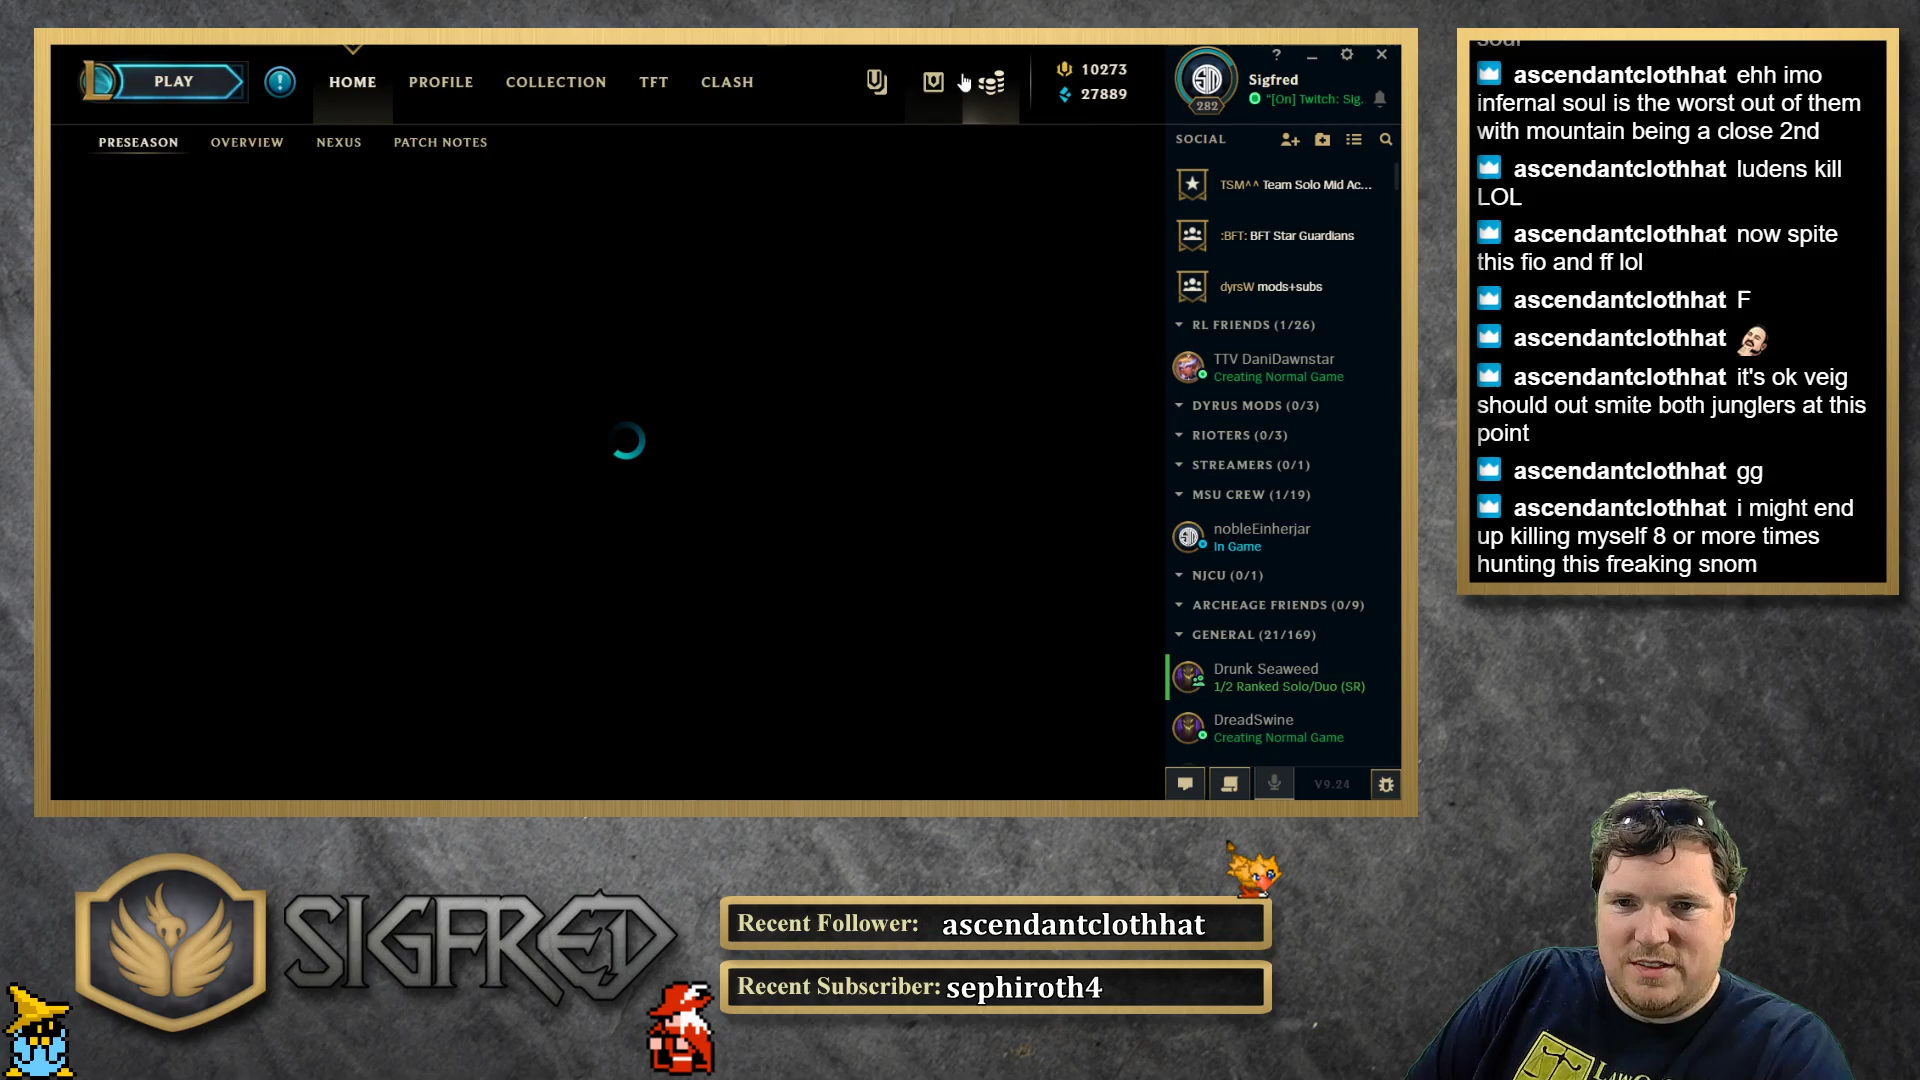 PLAY
HOME
PROFILE
COLLECTION
TFT
CLASH
10273
27889
PRESEASON
OVERVIEW
NEXUS
PATCH NOTES
282
Sigfred
"[On] Twitch: Sig.
SOCIAL
TSM^^ Team Solo Mid Ac...
:BFT: BFT Star Guardians
dyrsW mods+subs
RL FRIENDS (1/26)
TTV DaniDawnstar
Creating Normal Game
DYRUS MODS (0/3)
RIOTERS (0/3)
STREAMERS (0/1)
MSU CREW (1/19)
nobleEinherjar
In Game
NJCU (0/1)
ARCHEAGE FRIENDS (0/9)
GENERAL (21/169)
Drunk Seaweed
1/2 Ranked Solo/Duo (SR)
DreadSwine
Creating Normal Game
V9.24
soul
ascendantclothhat ehh imo
infernal soul is the worst out of them
with mountain being a close 2nd
ascendantclothhat ludens kill
LOL
ascendantclothhat now spite
this fio and ff lol
ascendantclothhat F
ascendantclothhat
ascendantclothhat it's ok veig
should out smite both junglers at this
point
ascendantclothhat gg
ascendantclothhat i might end
up killing myself 8 or more times
hunting this freaking snom
SIGFRED
Recent Follower: ascendantclothhat
Recent Subscriber: sephiroth4